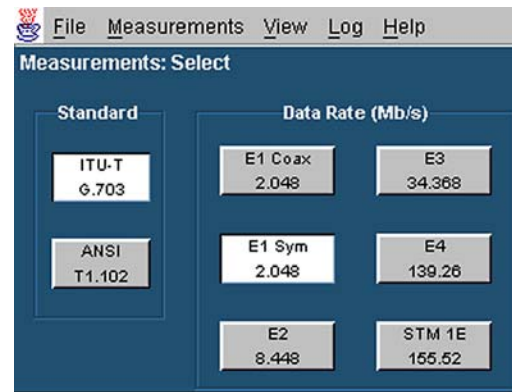 File Measurements View Log Help
Measurements: Select
Standard
ITU-T
G.703
ANSI
T1.102
Data Rate (Mb/s)
E1 Coax
2.048
E3
34.368
E1 Sym
2.048
E4
139.26
E2
8.448
STM 1E
155.52